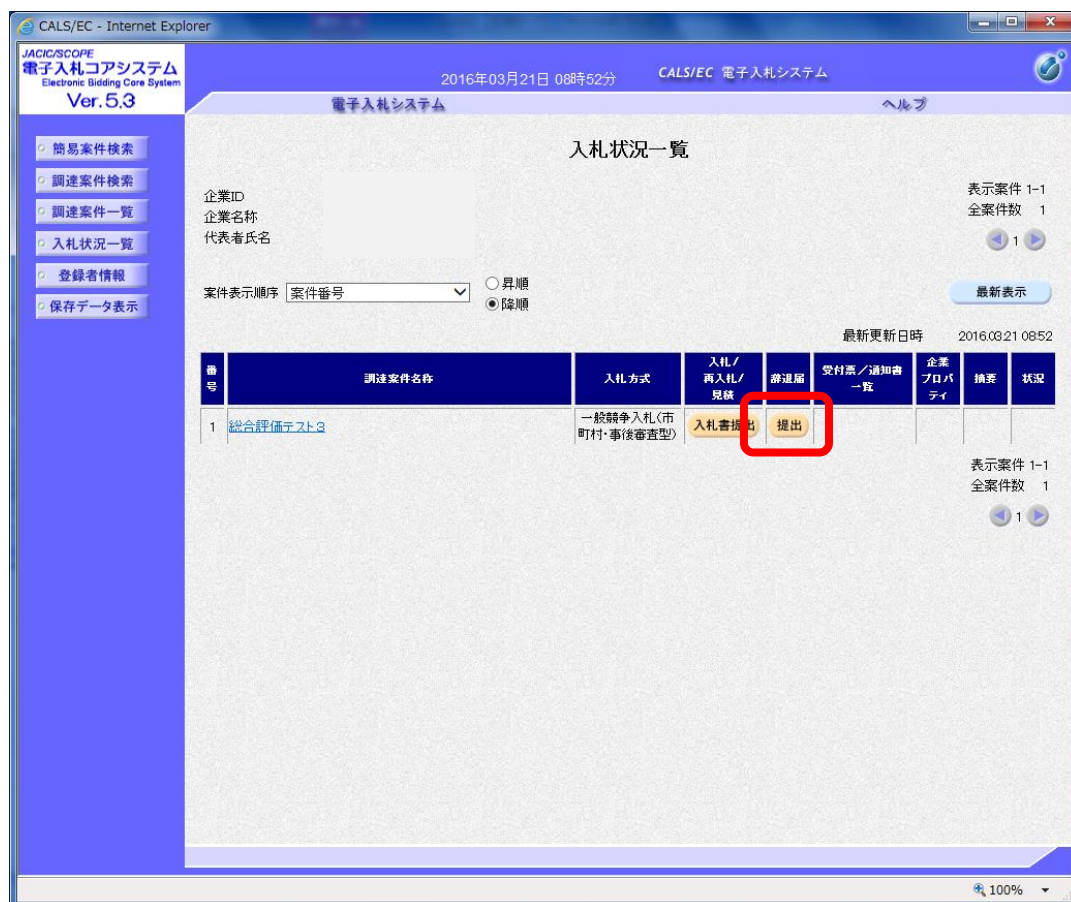 CALS/EC - Internet Explorer
JACIC/SCOPE
電子入札コアシステム
Electronic Bidding Core System
Ver.5.3
2016年03月21日 08時52分
CALS/EC 電子入札システム
電子入札システム
ヘルプ
簡易案件検索
調達案件検索
調達案件一覧
入札状況一覧
登録者情報
保存データ表示
入札状況一覧
企業ID
企業名称
代表者氏名
表示案件 1-1
全案件数 1
1
案件表示順序 案件番号
昇順
降順
最新表示
最新更新日時 2016.03.21 08:52
番号 調達案件名称 入札方式 入札/再入札/見積 辞退届 受付票/通知書一覧 企業プロパティ 摘要 状況
1 総合評価テスト3 一般競争入札(市町村・事後審査型) 入札書提出 提出
表示案件 1-1
全案件数 1
1
100%